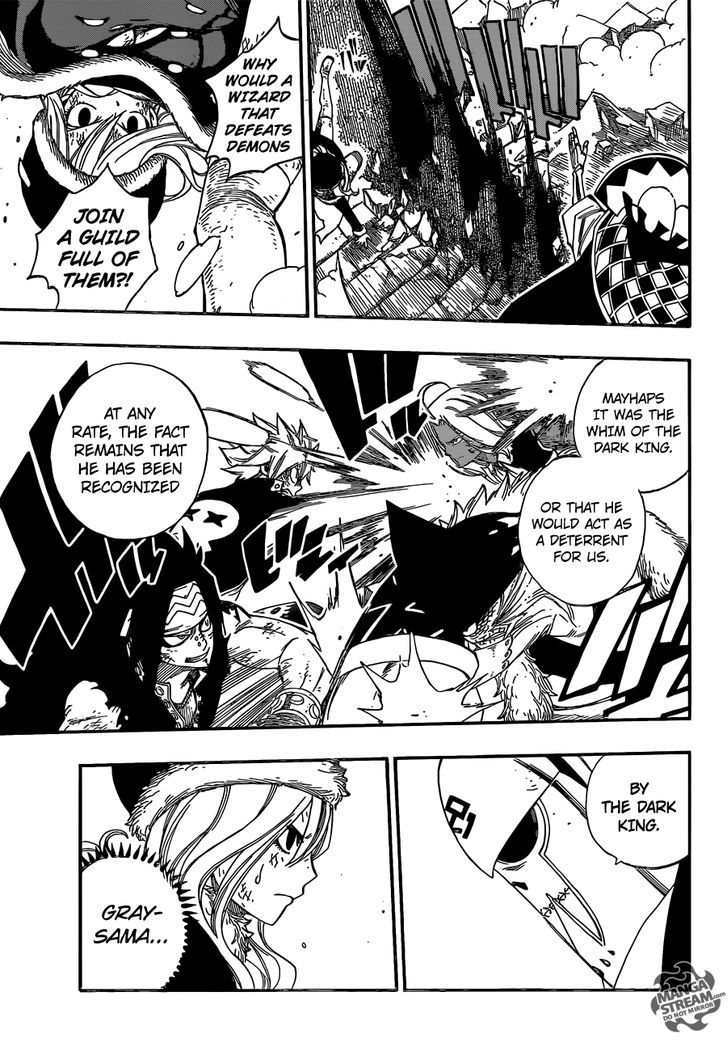 WHY
WOULD A
WIZARD
THAT
DEFEATS
DEMONS
JOIN
A GUILD
FULL OF
THEM?!
MAYHAPS
IT WAS THE
WHIM OF THE
DARK KING.
OR THAT HE
WOULD ACT AS
A DETERRENT
FOR US.
AT ANY
RATE, THE FACT
REMAINS THAT
HE HAS BEEN
RECOGNIZED
BY
THE DARK
KING.
GRAY-
SAMA...
MANGA
STREAM.com
DO NOT MIRROR!